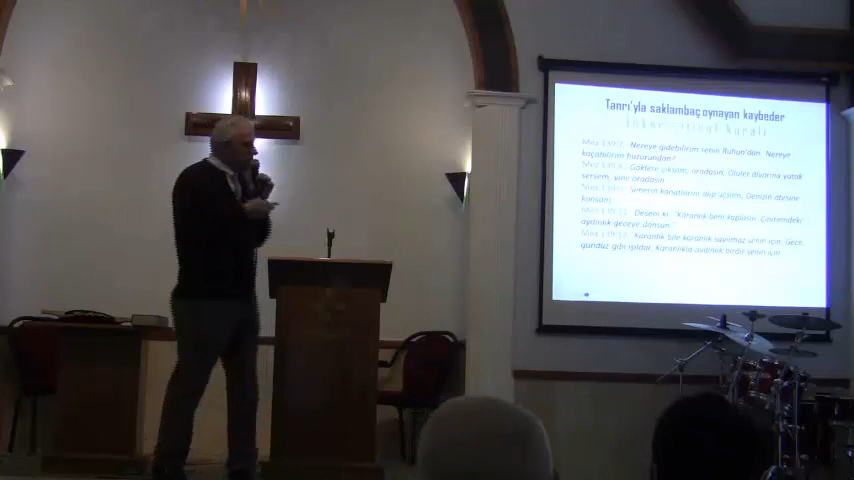 Tanrı'yla saklambaç oynayan kaybeder
kuralı
Mez 139:7 Nereye gidebilirim senin Ruhun'dan, Nereye
kaçabilirim huzurundan?
Göklere çıksam, oradasın, Ölüler diyarına yatak
sersem, yine oradasın
Seherin kanatlarını alıp uçsam, Denizin ötesine
konsam
Desem ki, "Karanlık beni kaplasın, Çevremdeki
aydınlık geceye dönsün."
Karanlık bile karanlık sayılmaz senin için, Gece,
gündüz gibi ışıldar, Karanlıkla aydınlık birdir senin için